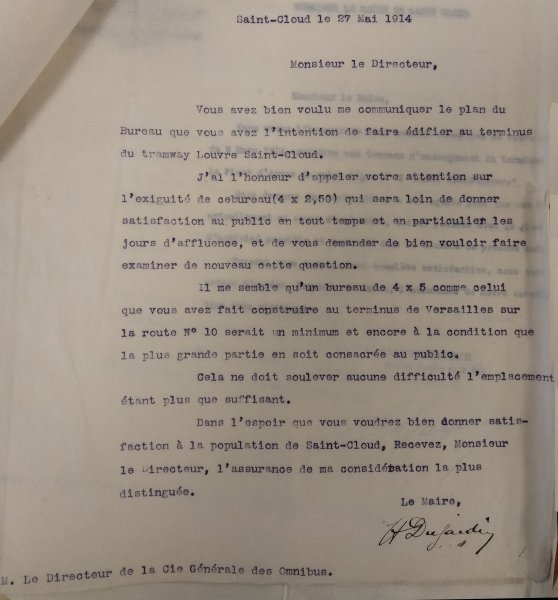 Saint-Cloud le 27 Mai 1914
Monsieur le Directeur,
Vous avez bien voulu me communiquer le plan du
Bureau que vous avez l'intention de faire édifier au terminus
du tramway Louvre Saint-Cloud.
J'ai l'honneur d'appeler votre attention sur
l'exiguité de cebureau(4 x 2,50) qui sera loin de donner
satisfaction au public en tout temps et en particulier les
jours d'affluence, et de vous demander de bien vouloir faire
examiner de nouveau cette question.
Il me semble qu'un bureau de 4 x 5 comme celui
que vous avez fait construire au terminus de Versailles sur
la route N° 10 serait un minimum et encore à la condition que
la plus grande partie en soit consacrée au public.
Cela ne doit soulever aucune difficulté l'emplacement
étant plus que suffisant.
Dans l'espoir que vous voudrez bien donner satis-
faction à la population de Saint-Cloud, Recevez, Monsieur
le Directeur, l'assurance de ma considération la plus
distinguée.
Le Maire,
H Dujardin
M. Le Directeur de la Cie Générale des Omnibus.